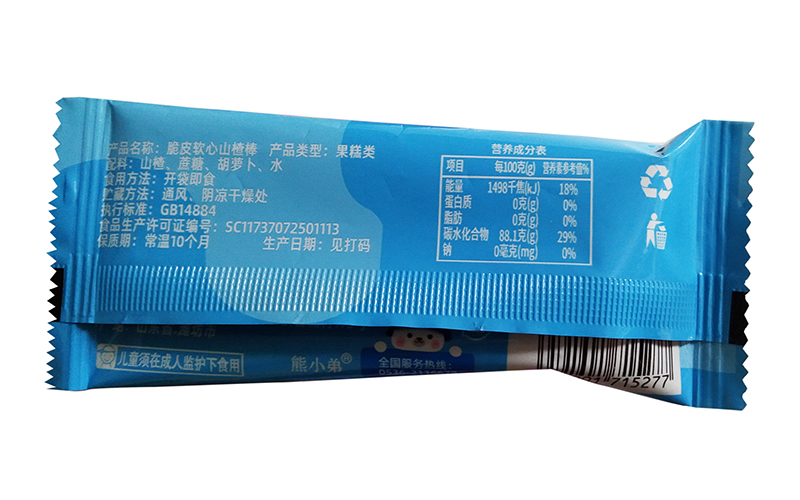 产品名称：脆皮软心山楂棒 产品类型：果糕类
配料：山楂、蔗糖、胡萝卜、水
食用方法：开袋即食
贮藏方法：通风、阴凉干燥处
执行标准：GB14884
食品生产许可证编号：SC11737072501113
保质期：常温10个月 生产日期：见打码
营养成分表
项目 每100克(g) 营养素参考值%
能量 1498千焦(kJ) 18%
蛋白质 0克(g) 0%
脂肪 0克(g) 0%
碳水化合物 88.1克(g) 29%
钠 0毫克(mg) 0%
儿童须在成人监护下食用
熊小弟®
全国服务热线：
715277